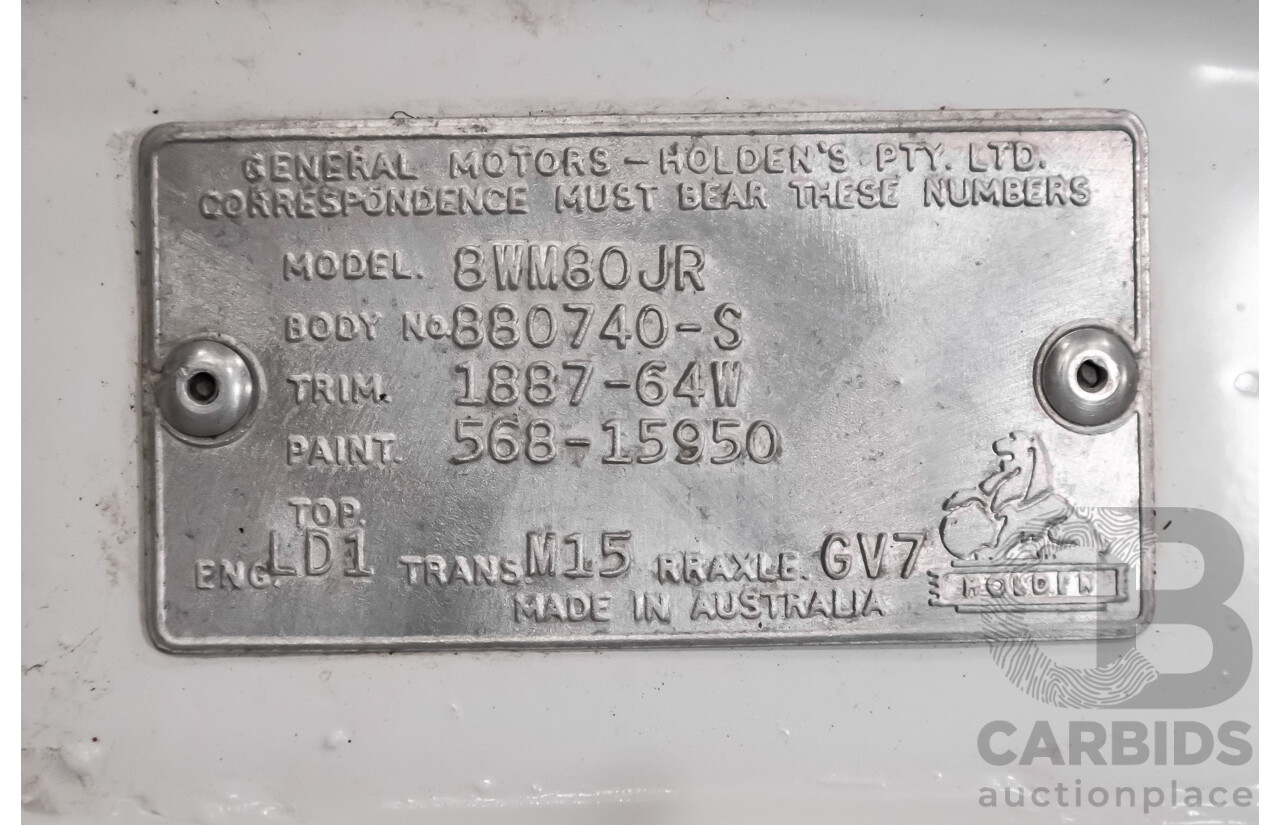 GENERAL MOTORS - HOLDEN'S PTY. LTD.
CORRESPONDENCE MUST BEAR THESE NUMBERS
MODEL. 8WM80JR
BODY NO. 880740-S
TRIM. 1887-64W
PAINT. 568-15950
TOP.
ENG. LD1 TRANS. M15 RRAXLE. GV7
MADE IN AUSTRALIA
HOLDEN
CB
CARBIDS
auctionplace